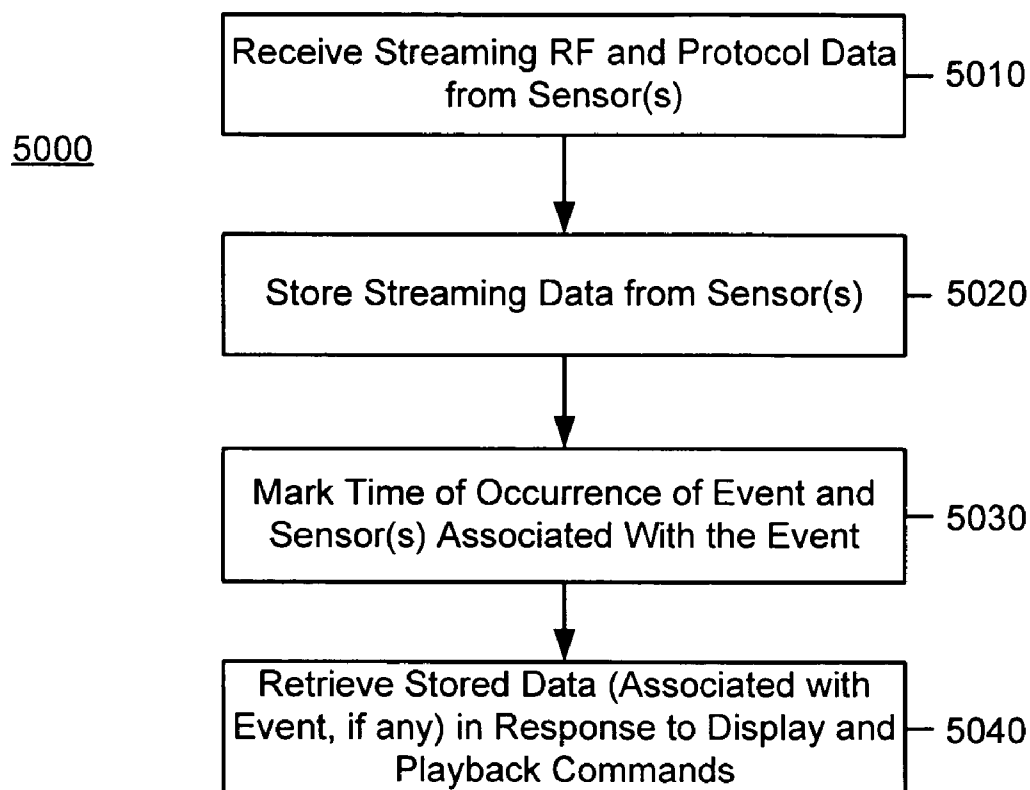 Receive Streaming RF and Protocol Data
from Sensor(s)
5010
5000
Store Streaming Data from Sensor(s)
5020
Mark Time of Occurrence of Event and
Sensor(s) Associated With the Event
5030
Retrieve Stored Data (Associated with
Event, if any) in Response to Display and
Playback Commands
5040